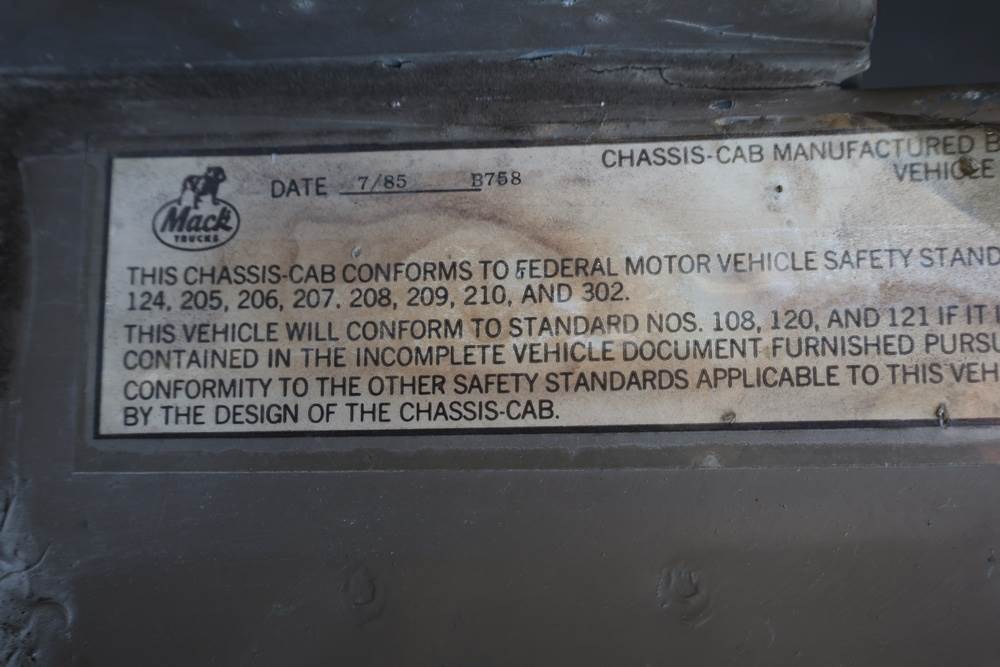 CHASSIS-CAB MANUFACTURED B
VEHICLE
DATE 7/85 B758
Mack
TRUCKS
THIS CHASSIS-CAB CONFORMS TO FEDERAL MOTOR VEHICLE SAFETY STAND
124, 205, 206, 207. 208, 209, 210, AND 302.
THIS VEHICLE WILL CONFORM TO STANDARD NOS. 108, 120, AND 121 IF IT
CONTAINED IN THE INCOMPLETE VEHICLE DOCUMENT FURNISHED PURSU
CONFORMITY TO THE OTHER SAFETY STANDARDS APPLICABLE TO THIS VEH
BY THE DESIGN OF THE CHASSIS-CAB.